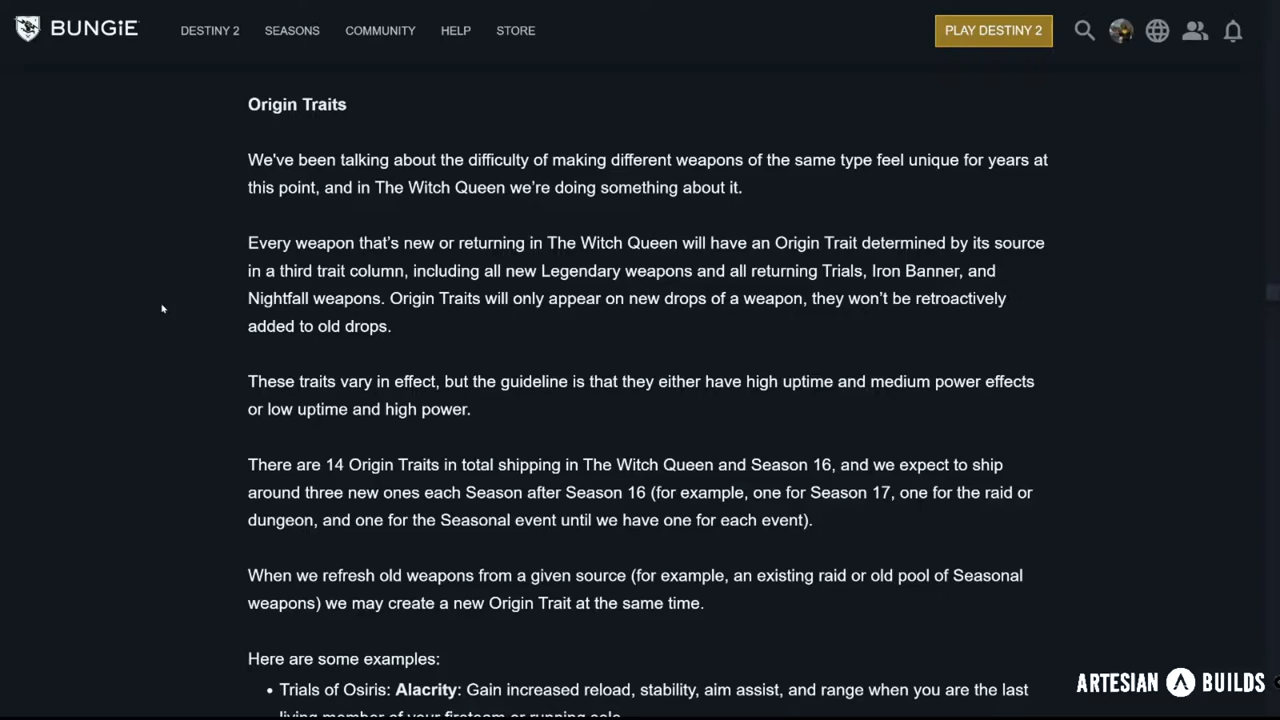 BUNGiE
DESTINY 2 SEASONS COMMUNITY HELP STORE
PLAY DESTINY 2
Origin Traits
We've been talking about the difficulty of making different weapons of the same type feel unique for years at
this point, and in The Witch Queen we're doing something about it.
Every weapon that's new or returning in The Witch Queen will have an Origin Trait determined by its source
in a third trait column, including all new Legendary weapons and all returning Trials, Iron Banner, and
Nightfall weapons. Origin Traits will only appear on new drops of a weapon, they won't be retroactively
added to old drops.
These traits vary in effect, but the guideline is that they either have high uptime and medium power effects
or low uptime and high power.
There are 14 Origin Traits in total shipping in The Witch Queen and Season 16, and we expect to ship
around three new ones each Season after Season 16 (for example, one for Season 17, one for the raid or
dungeon, and one for the Seasonal event until we have one for each event).
When we refresh old weapons from a given source (for example, an existing raid or old pool of Seasonal
weapons) we may create a new Origin Trait at the same time.
Here are some examples:
• Trials of Osiris: Alacrity: Gain increased reload, stability, aim assist, and range when you are the last
living member of your fireteam or running solo
ARTESIAN BUILDS